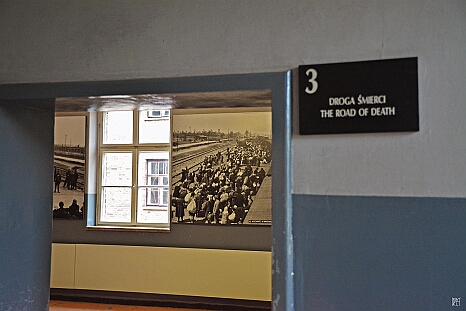 3
DROGA ŚMIERCI
THE ROAD OF DEATH